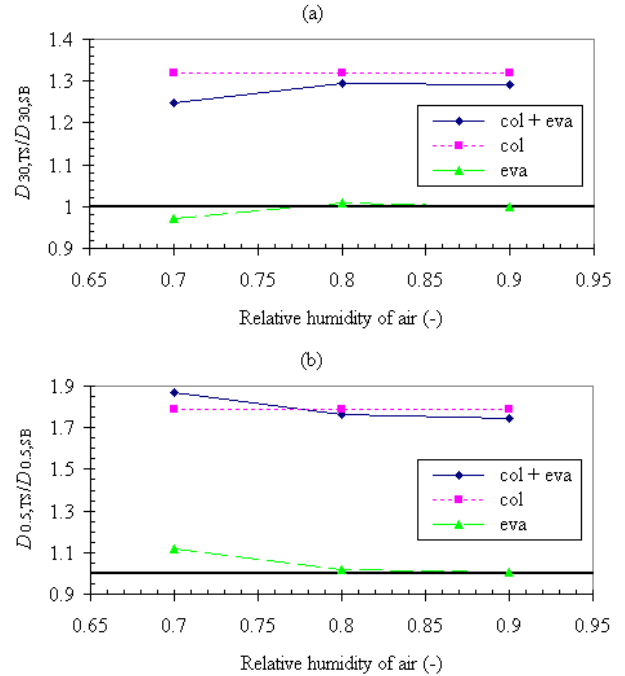 (a)
D30,TS/D30,SB
1.4
1.3
1.2
1.1
1
0.9
col + eva
col
eva
0.65 0.7 0.75 0.8 0.85 0.9 0.95
Relative humidity of air (-)
(b)
D0.5,TS/D0.5,SB
1.9
1.7
1.5
1.3
1.1
0.9
col + eva
col
eva
0.65 0.7 0.75 0.8 0.85 0.9 0.95
Relative humidity of air (-)